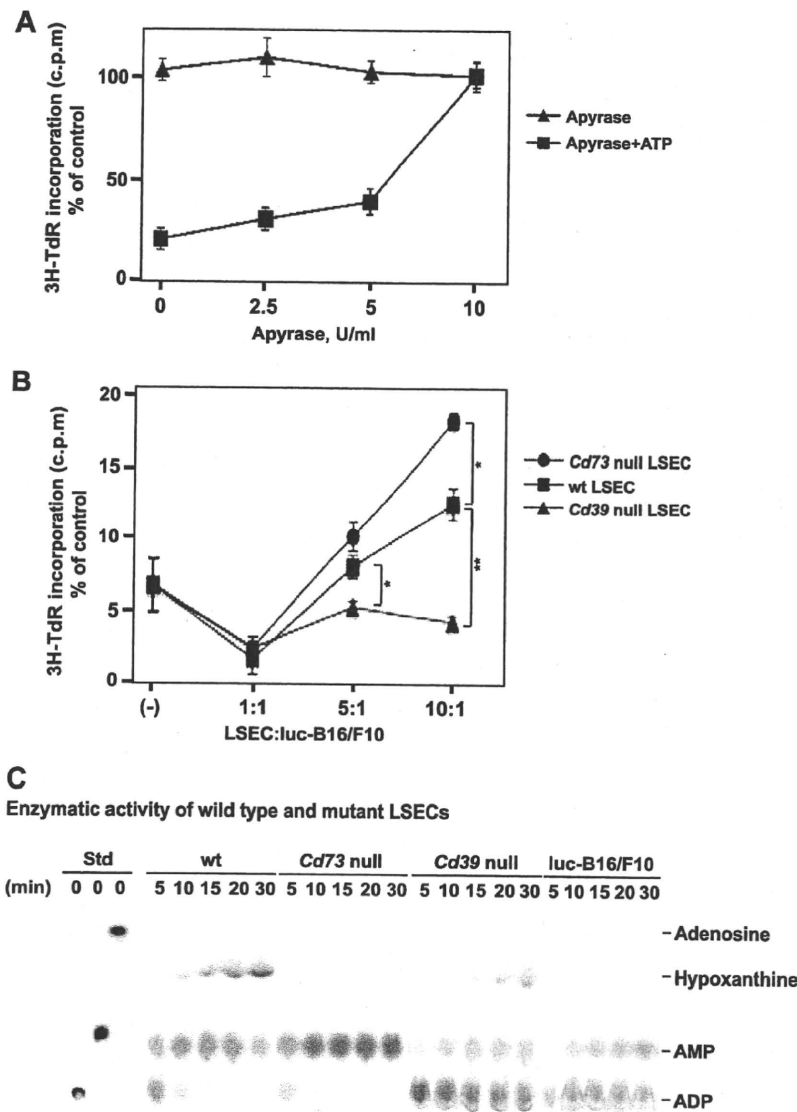 A
3H-TdR incorporation (c.p.m)
% of control
100
50
0
0 2.5 5 10
Apyrase, U/ml
Apyrase
Apyrase+ATP
B
3H-TdR incorporation (c.p.m)
% of control
20
15
10
5
0
(-) 1:1 5:1 10:1
LSEC:luc-B16/F10
*
*
**
Cd73 null LSEC
wt LSEC
Cd39 null LSEC
C
Enzymatic activity of wild type and mutant LSECs
Std wt Cd73 null Cd39 null luc-B16/F10
(min) 0 0 0 5 10 15 20 30 5 10 15 20 30 5 10 15 20 30 5 10 15 20 30
-Adenosine
-Hypoxanthine
-AMP
-ADP